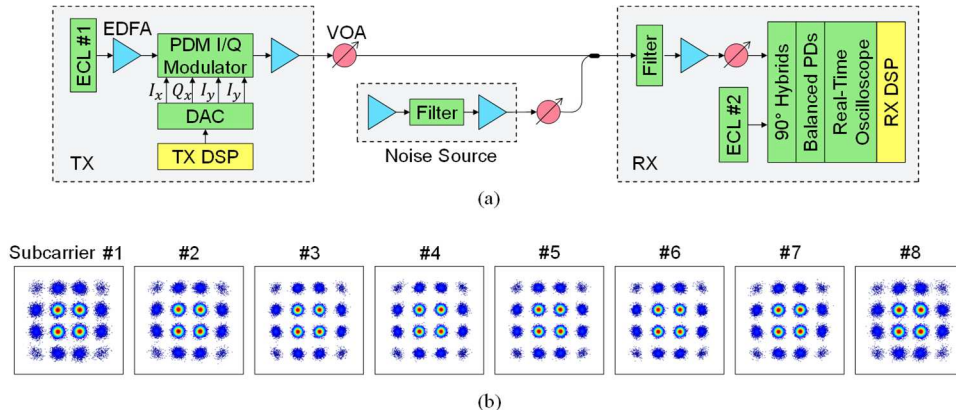 (a)
ECL #1
EDFA
PDM I/Q
Modulator
I_x Q_x I_y I_y
DAC
TX DSP
TX
VOA
Filter
Noise Source
Filter
ECL #2
90° Hybrids
Balanced PDs
Real-Time
Oscilloscope
RX DSP
RX
(a)
Subcarrier #1 #2 #3 #4 #5 #6 #7 #8
(b)